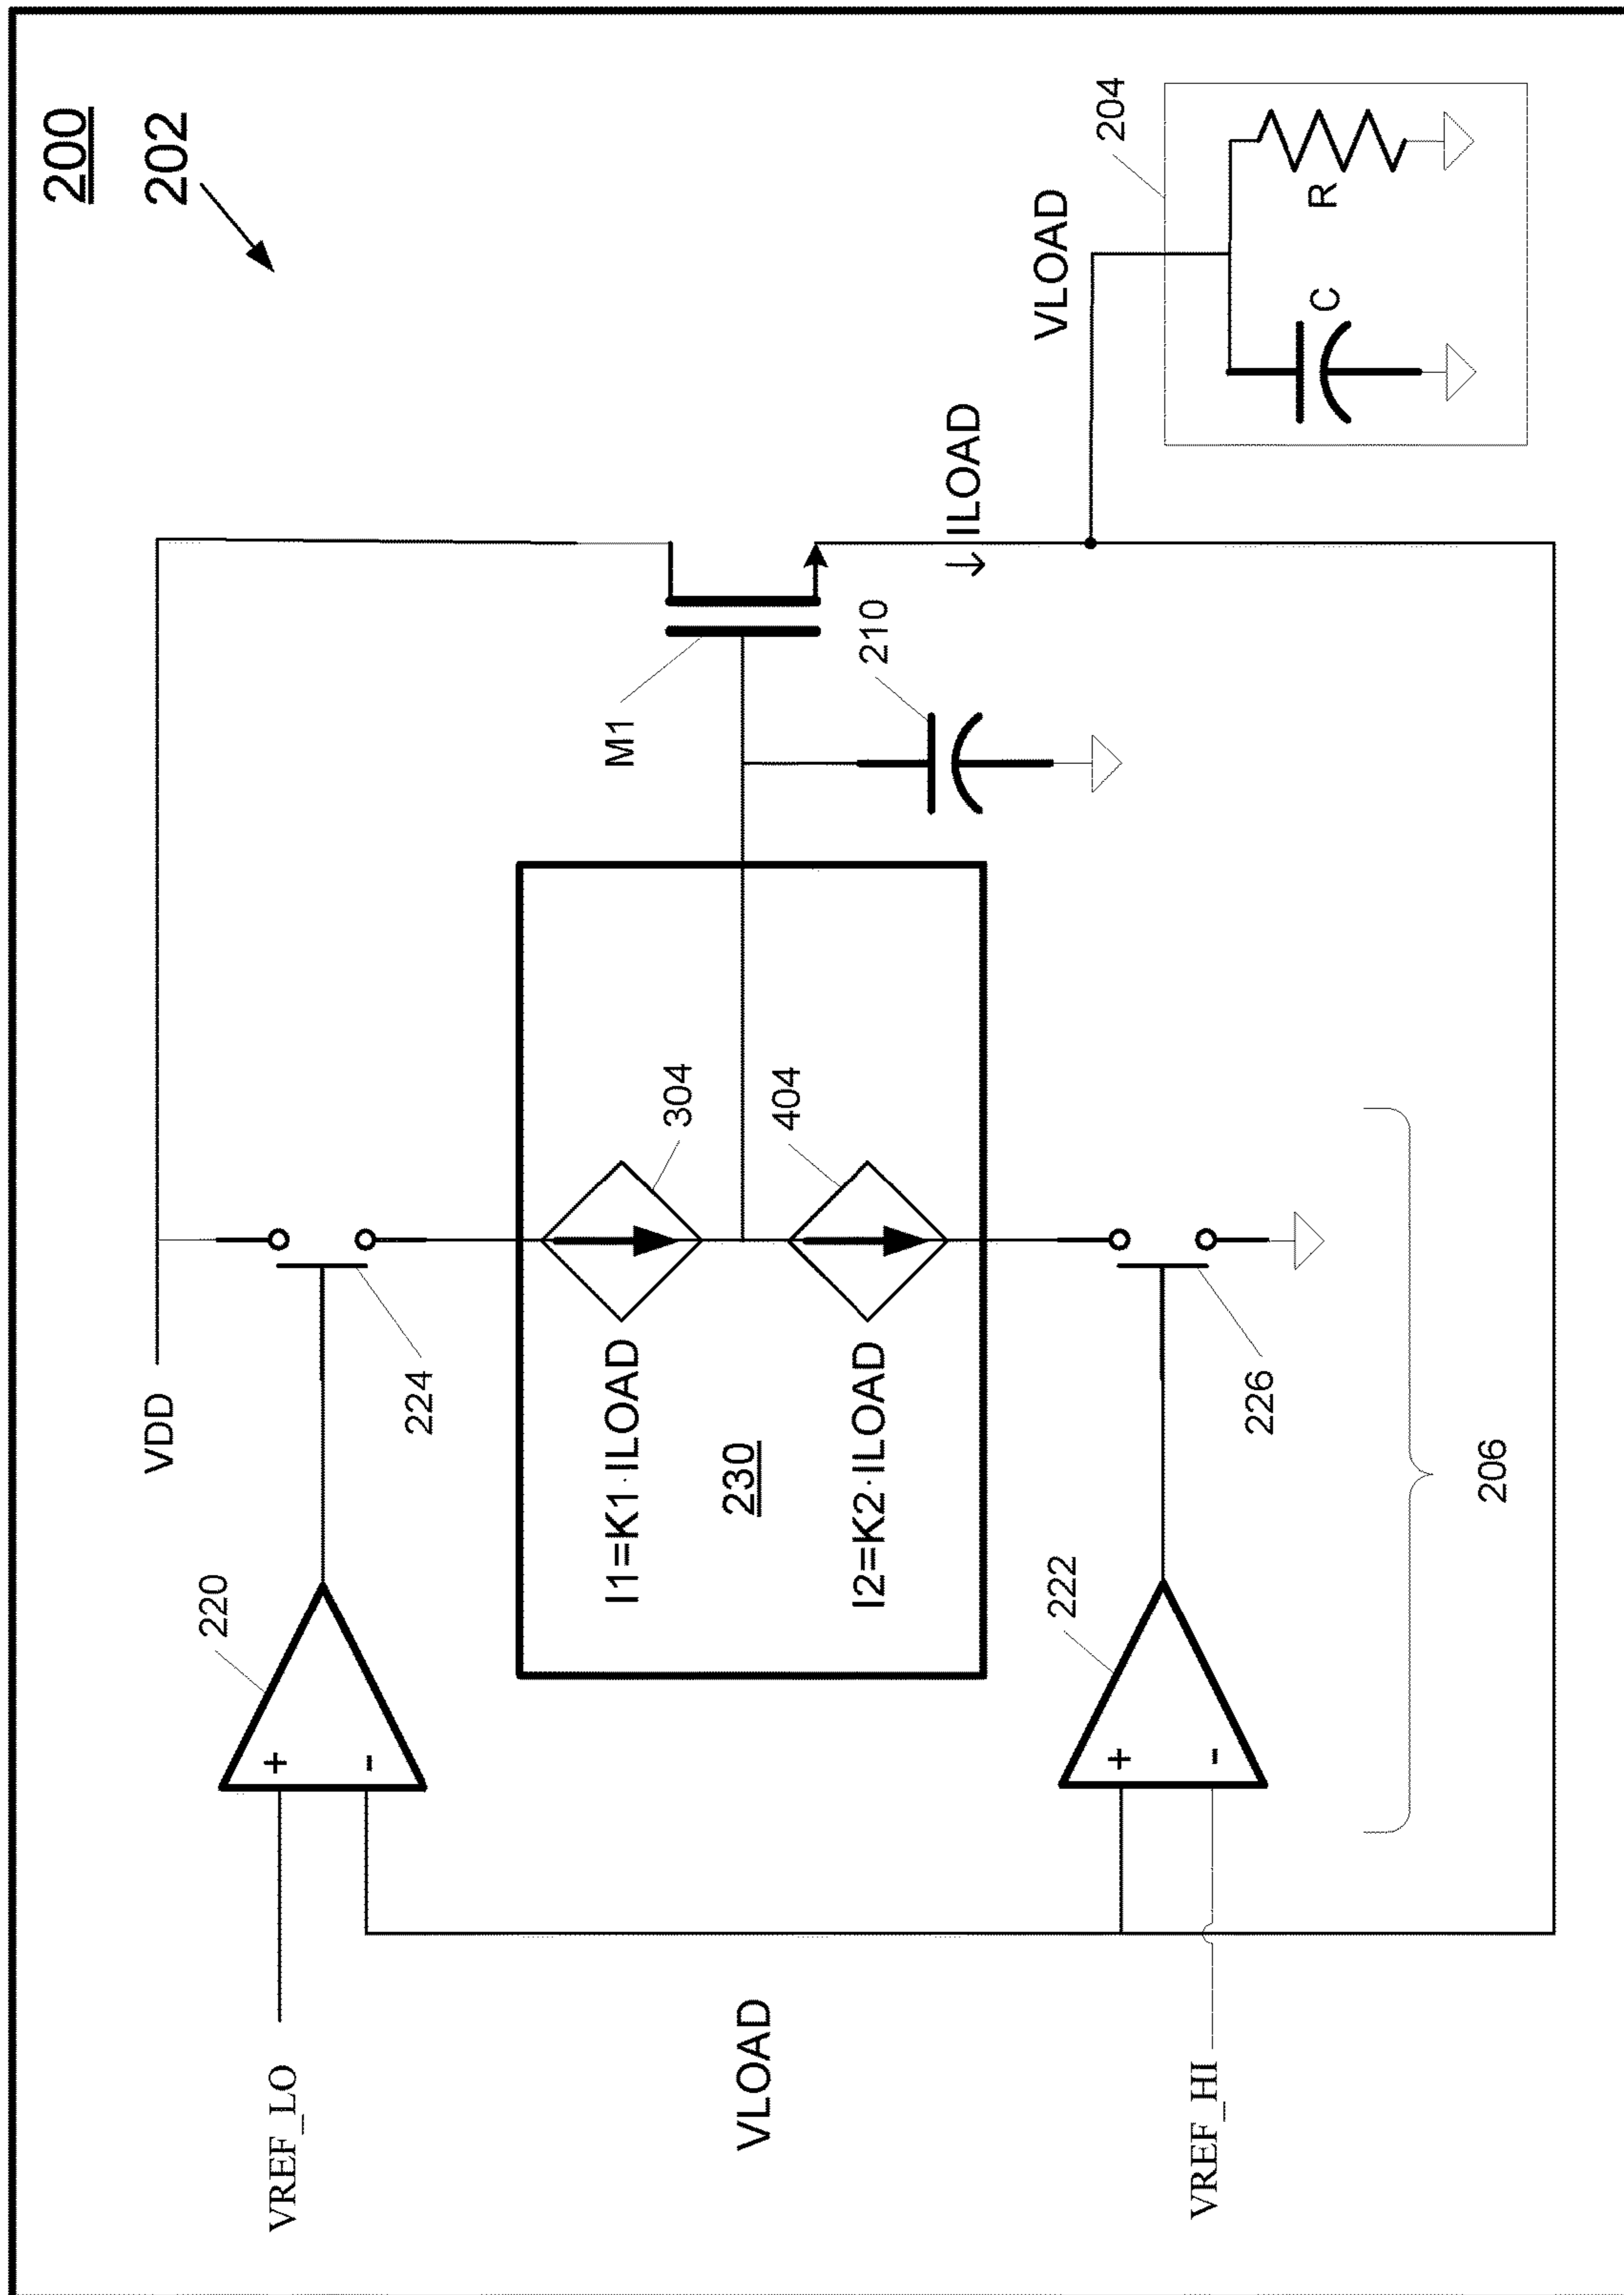 200
202
VDD
220
224
+
-
VREF_LO
M1
I1=K1·ILOAD
304
230
I2=K2·ILOAD
404
210
VLOAD
ILOAD
↓
VLOAD
204
C
R
222
226
+
-
VREF_HI
206